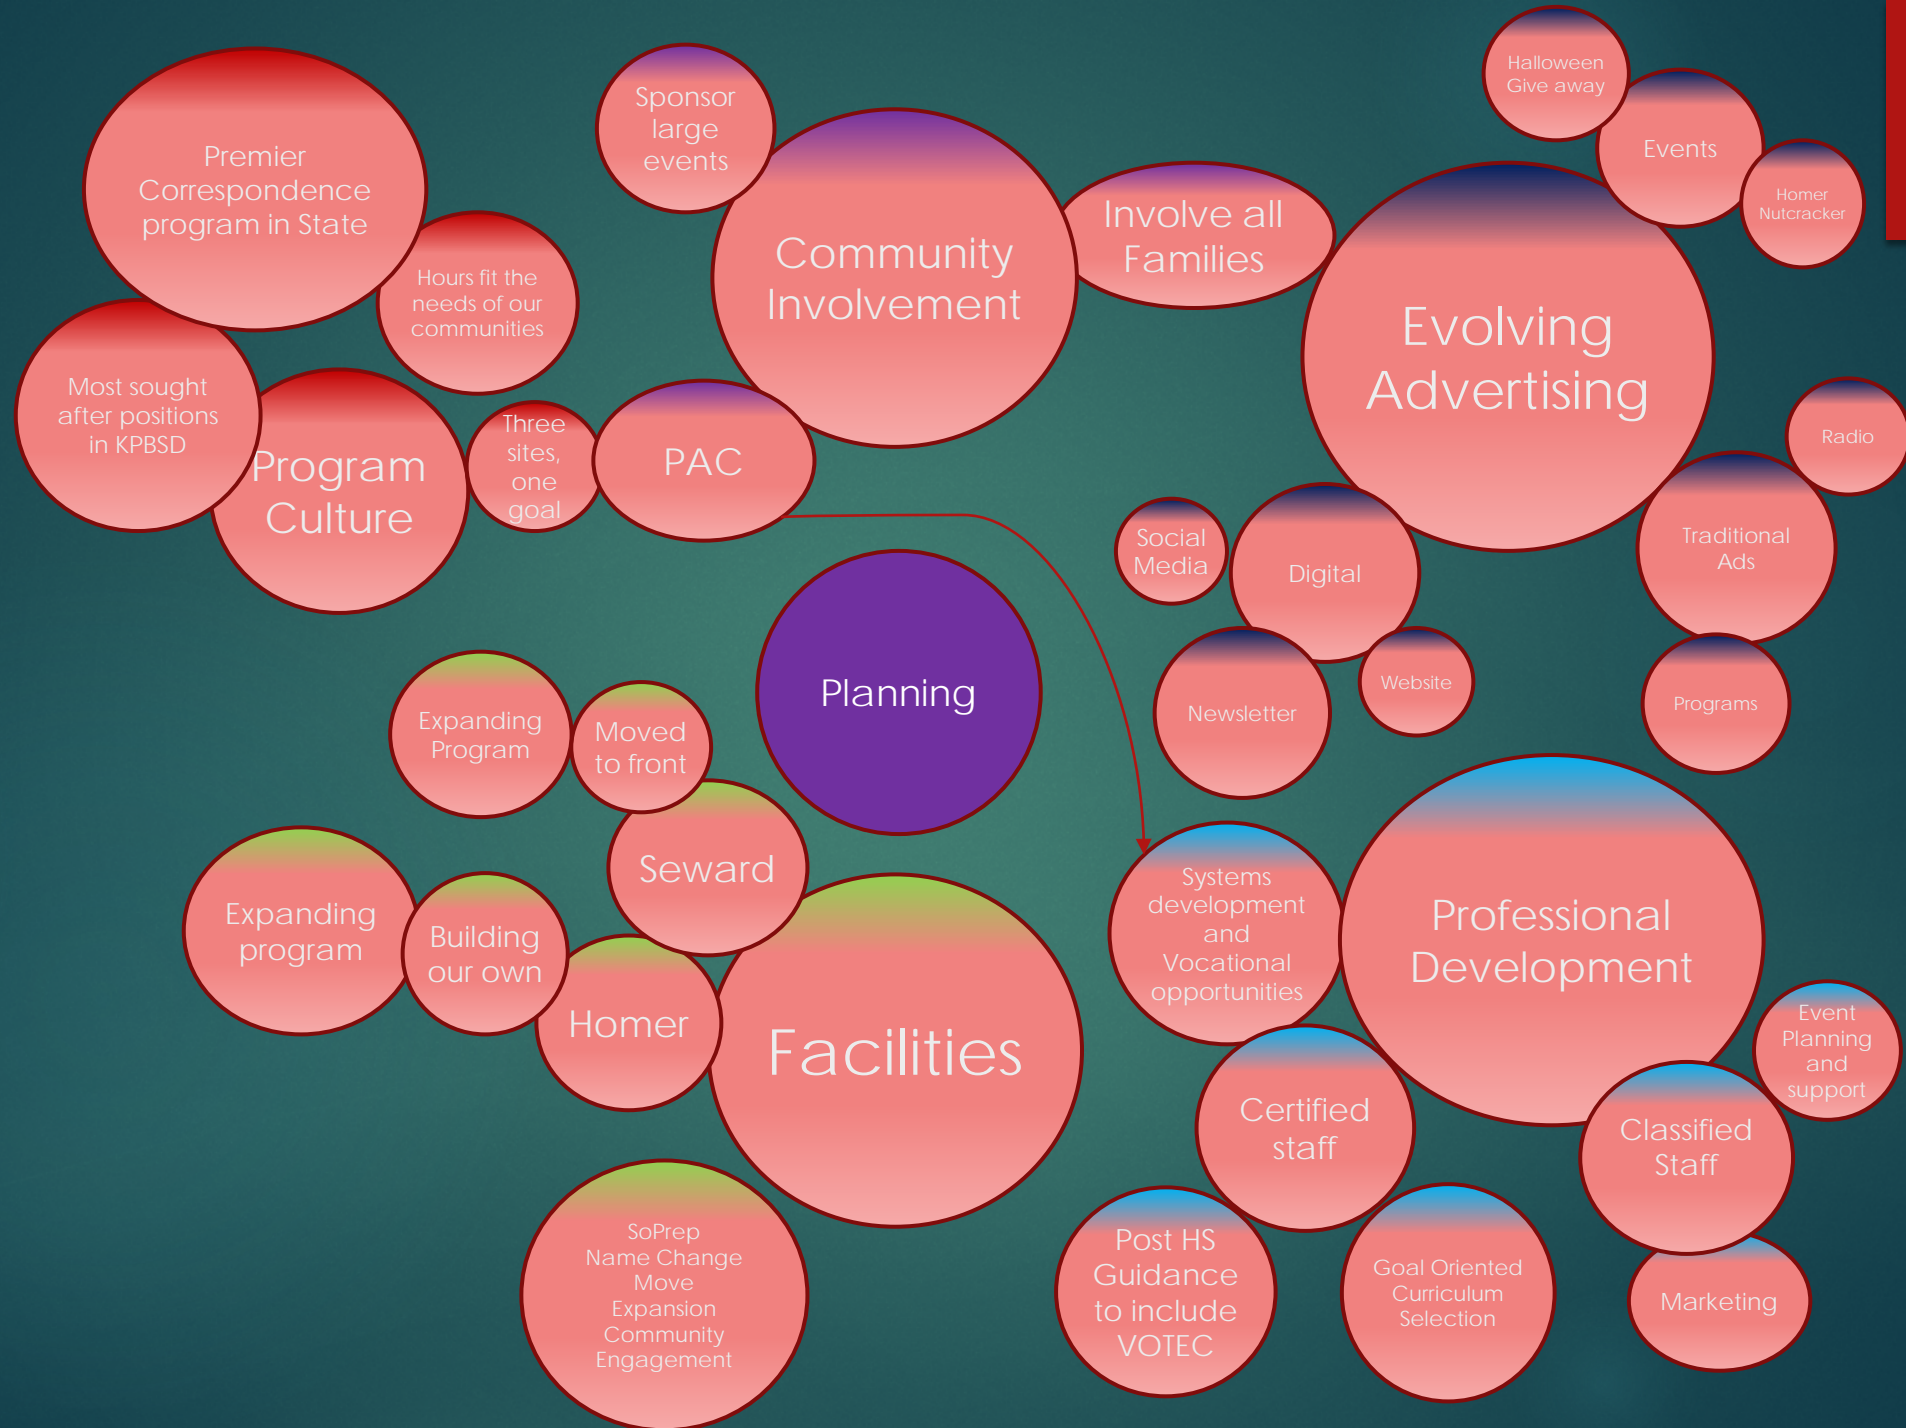 Premier
Correspondence
program in State
Hours fit the
needs of our
communities
Most sought
after positions
in KPBSD
Program
Culture
Three
sites,
one
goal
Sponsor
large
events
Community
Involvement
Involve all
Families
PAC
Halloween
Give away
Events
Homer
Nutcracker
Evolving
Advertising
Radio
Traditional
Ads
Programs
Social
Media
Digital
Newsletter
Website
Planning
Expanding
Program
Moved
to front
Seward
Expanding
program
Building
our own
Homer
Facilities
SoPrep
Name Change
Move
Expansion
Community
Engagement
Systems
development
and
Vocational
opportunities
Professional
Development
Event
Planning
and
support
Certified
staff
Classified
Staff
Post HS
Guidance
to include
VOTEC
Goal Oriented
Curriculum
Selection
Marketing